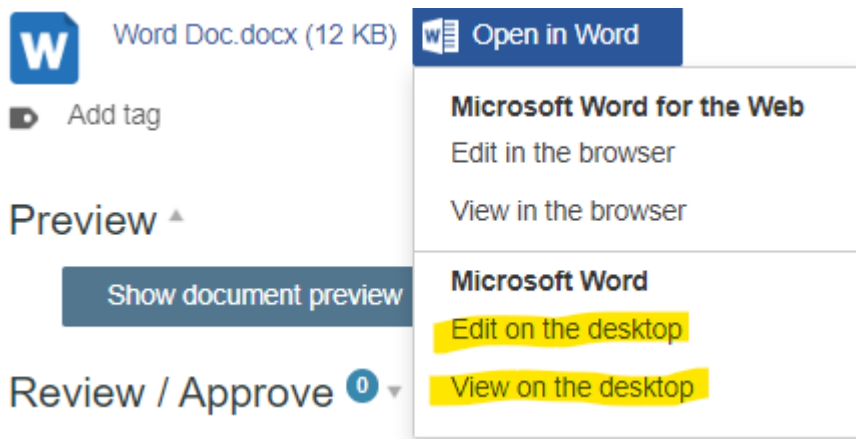 W Word Doc.docx (12 KB) W Open in Word
Add tag
Microsoft Word for the Web
Edit in the browser
View in the browser
Preview
Show document preview
Microsoft Word
Edit on the desktop
View on the desktop
Review / Approve 0